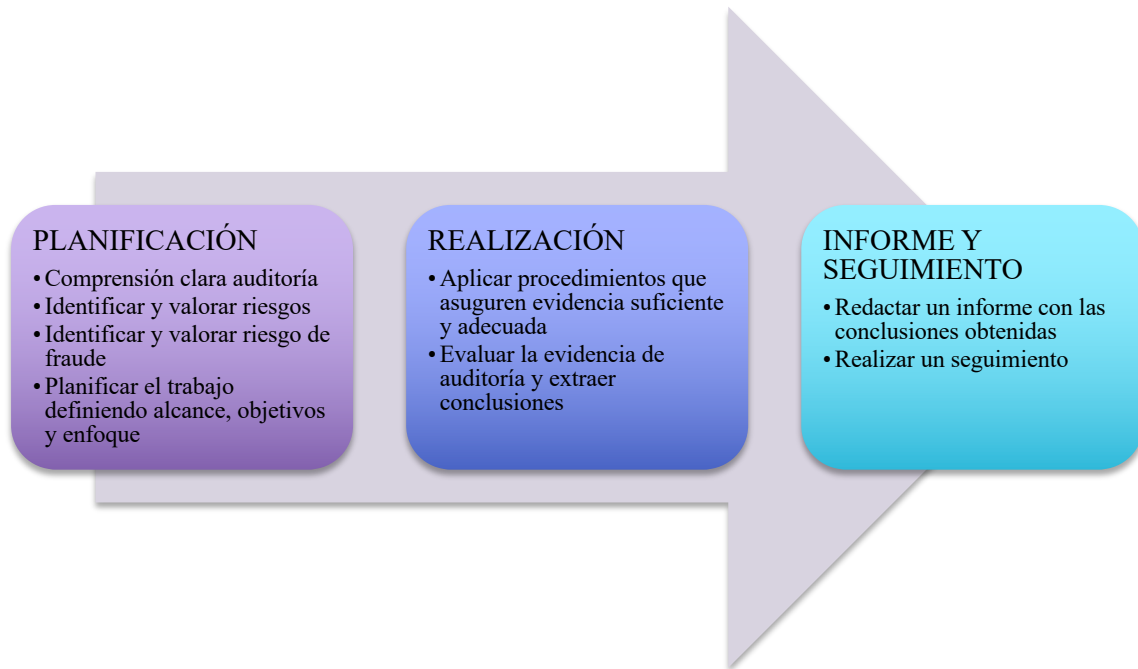 PLANIFICACIÓN
• Comprensión clara auditoría
• Identificar y valorar riesgos
• Identificar y valorar riesgo de
fraude
• Planificar el trabajo
definiendo alcance, objetivos
y enfoque
REALIZACIÓN
• Aplicar procedimientos que
asuguren evidencia suficiente
y adecuada
• Evaluar la evidencia de
auditoría y extraer
conclusiones
INFORME Y
SEGUIMIENTO
• Redactar un informe con las
conclusiones obtenidas
• Realizar un seguimiento